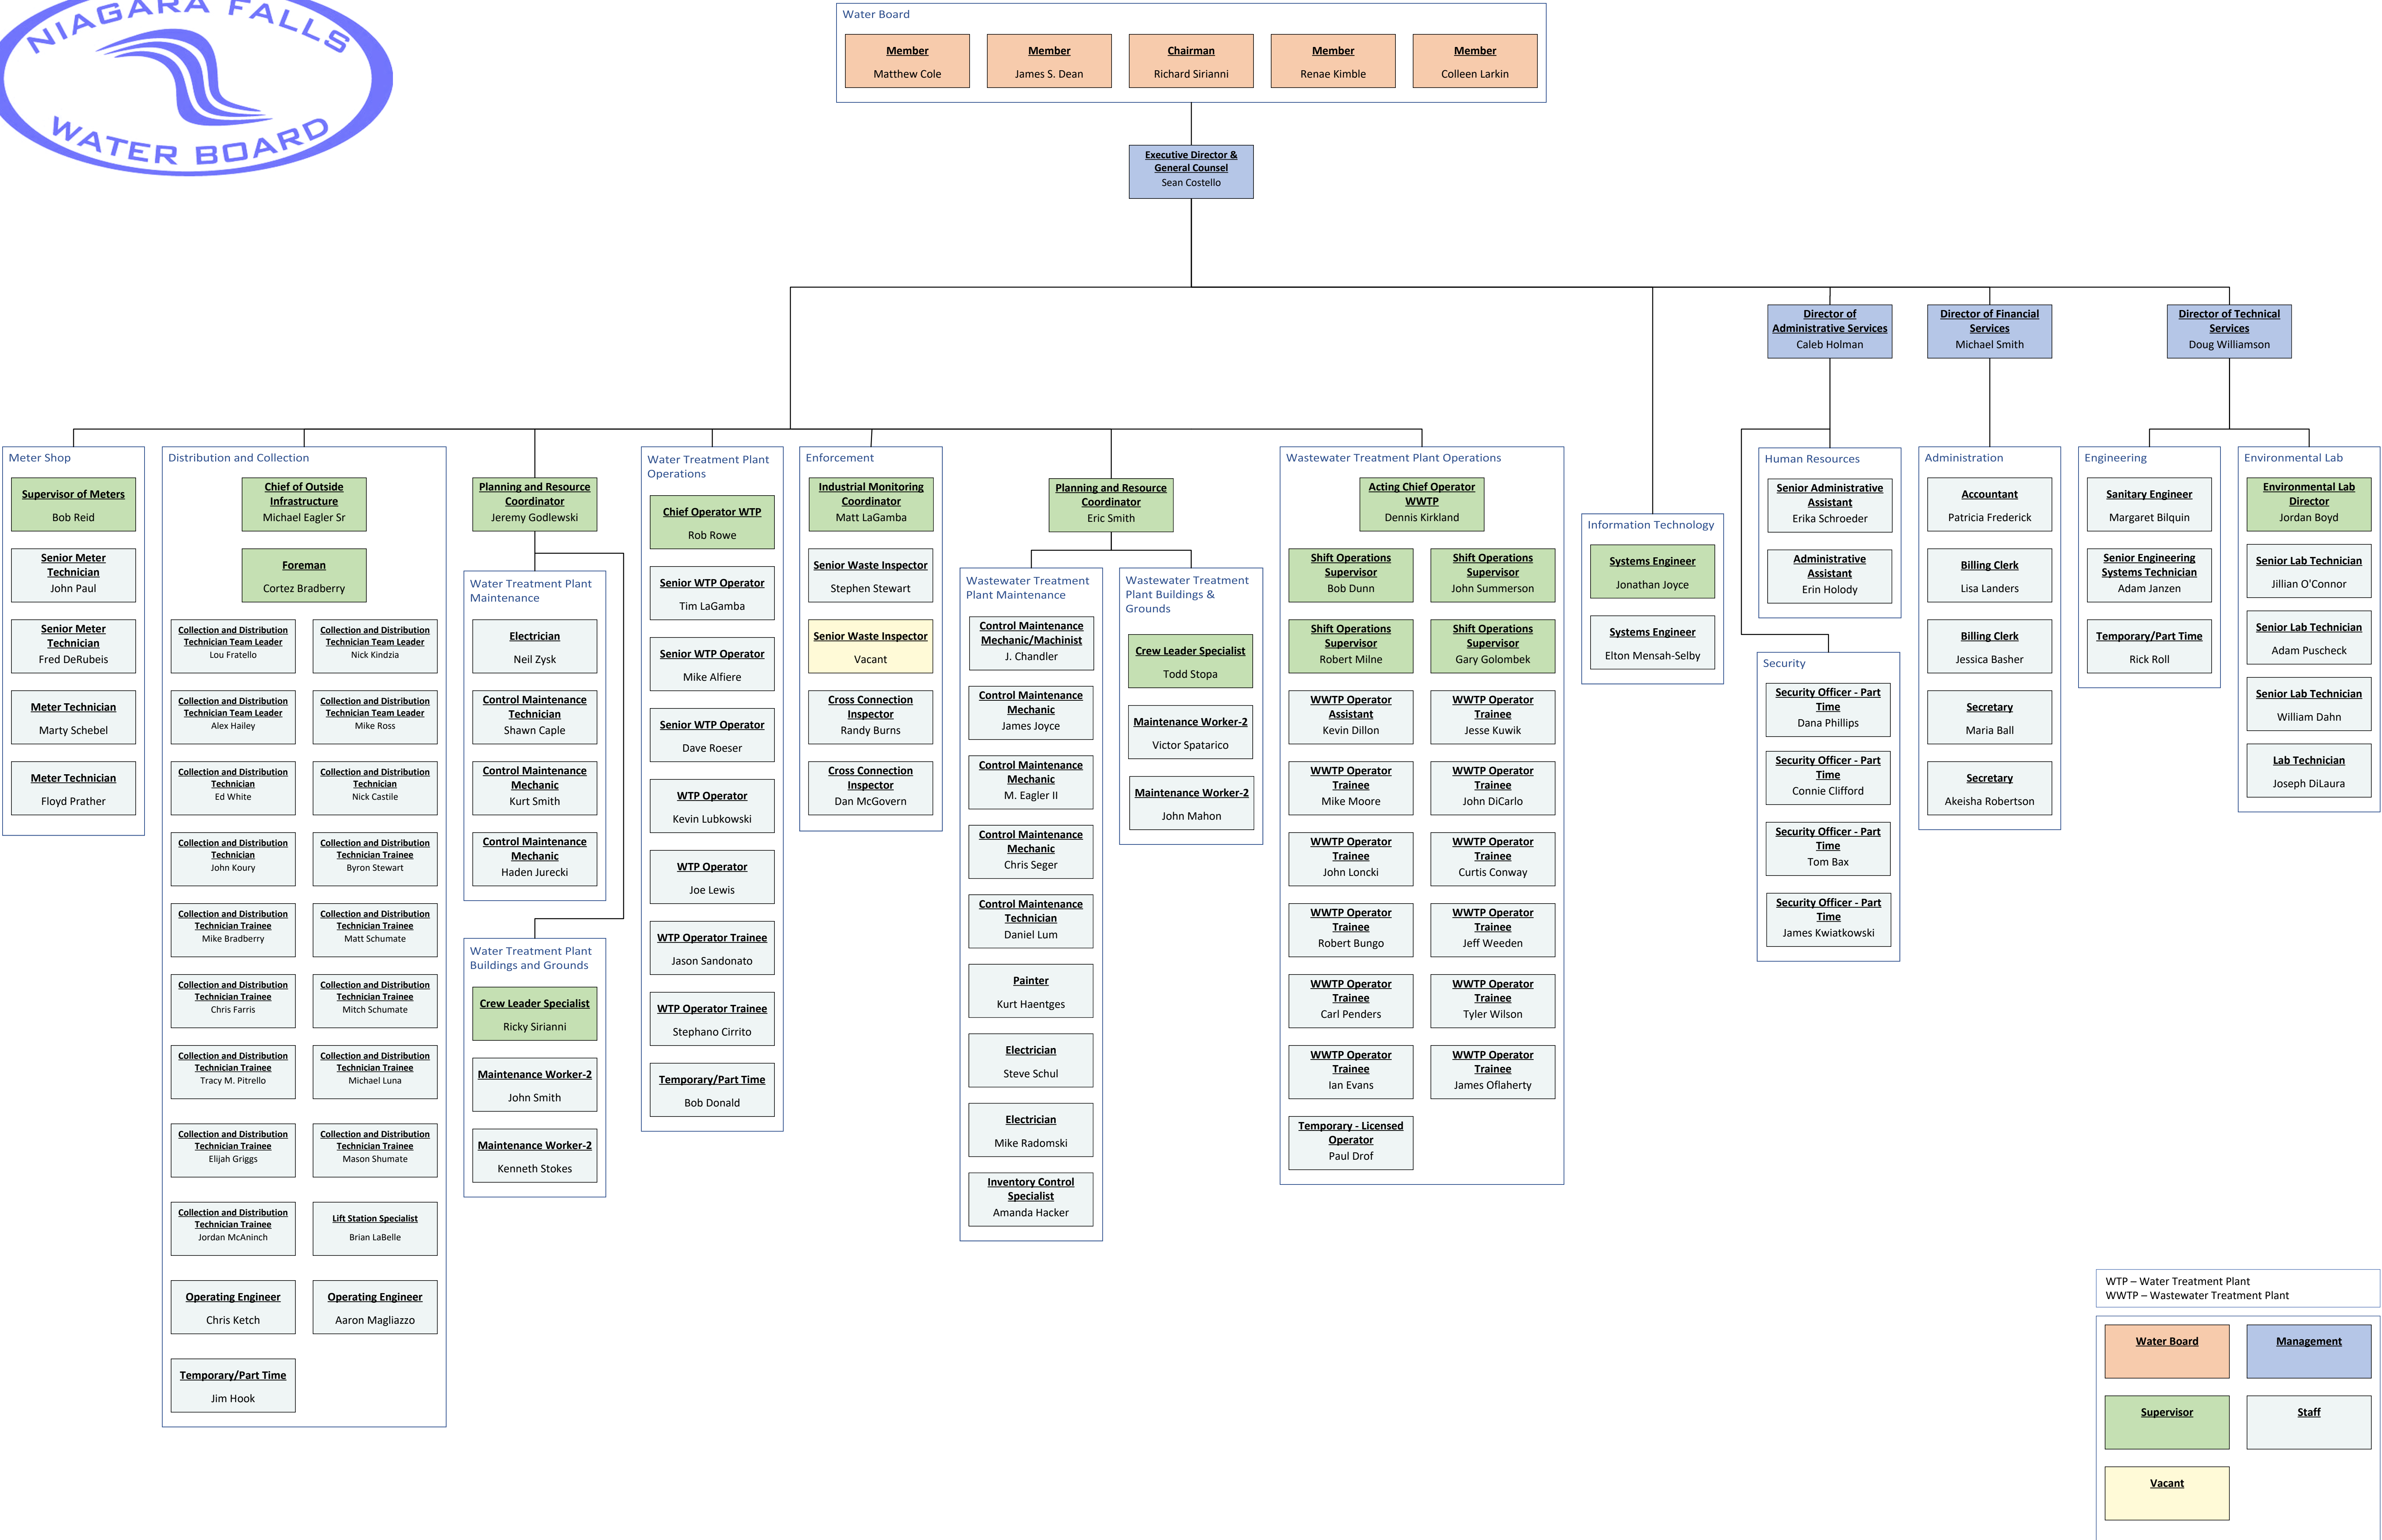 NIAGARA FALLS
WATER BOARD
Water Board
Member
Matthew Cole
Member
James S. Dean
Chairman
Richard Sirianni
Member
Renae Kimble
Member
Colleen Larkin
Executive Director &
General Counsel
Sean Costello
Director of
Administrative Services
Caleb Holman
Director of Financial
Services
Michael Smith
Director of Technical
Services
Doug Williamson
Meter Shop
Supervisor of Meters
Bob Reid
Senior Meter
Technician
John Paul
Senior Meter
Technician
Fred DeRubeis
Meter Technician
Marty Schebel
Meter Technician
Floyd Prather
Distribution and Collection
Chief of Outside
Infrastructure
Michael Eagler Sr
Foreman
Cortez Bradberry
Collection and Distribution
Technician Team Leader
Lou Fratello
Collection and Distribution
Technician Team Leader
Nick Kindzia
Collection and Distribution
Technician Team Leader
Alex Hailey
Collection and Distribution
Technician Team Leader
Mike Ross
Collection and Distribution
Technician
Ed White
Collection and Distribution
Technician
Nick Castile
Collection and Distribution
Technician
John Koury
Collection and Distribution
Technician Trainee
Byron Stewart
Collection and Distribution
Technician Trainee
Mike Bradberry
Collection and Distribution
Technician Trainee
Matt Schumate
Collection and Distribution
Technician Trainee
Chris Farris
Collection and Distribution
Technician Trainee
Mitch Schumate
Collection and Distribution
Technician Trainee
Tracy M. Pitrello
Collection and Distribution
Technician Trainee
Michael Luna
Collection and Distribution
Technician Trainee
Elijah Griggs
Collection and Distribution
Technician Trainee
Mason Shumate
Collection and Distribution
Technician Trainee
Jordan McAninch
Lift Station Specialist
Brian LaBelle
Operating Engineer
Chris Ketch
Operating Engineer
Aaron Magliazzo
Temporary/Part Time
Jim Hook
Planning and Resource
Coordinator
Jeremy Godlewski
Water Treatment Plant
Maintenance
Electrician
Neil Zysk
Control Maintenance
Technician
Shawn Caple
Control Maintenance
Mechanic
Kurt Smith
Control Maintenance
Mechanic
Haden Jurecki
Water Treatment Plant
Buildings and Grounds
Crew Leader Specialist
Ricky Sirianni
Maintenance Worker-2
John Smith
Maintenance Worker-2
Kenneth Stokes
Water Treatment Plant
Operations
Chief Operator WTP
Rob Rowe
Senior WTP Operator
Tim LaGamba
Senior WTP Operator
Mike Alfiere
Senior WTP Operator
Dave Roeser
WTP Operator
Kevin Lubkowski
WTP Operator
Joe Lewis
WTP Operator Trainee
Jason Sandonato
WTP Operator Trainee
Stephano Cirrito
Temporary/Part Time
Bob Donald
Enforcement
Industrial Monitoring
Coordinator
Matt LaGamba
Senior Waste Inspector
Stephen Stewart
Senior Waste Inspector
Vacant
Cross Connection
Inspector
Randy Burns
Cross Connection
Inspector
Dan McGovern
Planning and Resource
Coordinator
Eric Smith
Wastewater Treatment
Plant Maintenance
Control Maintenance
Mechanic/Machinist
J. Chandler
Control Maintenance
Mechanic
James Joyce
Control Maintenance
Mechanic
M. Eagler II
Control Maintenance
Mechanic
Chris Seger
Control Maintenance
Technician
Daniel Lum
Painter
Kurt Haentges
Electrician
Steve Schul
Electrician
Mike Radomski
Inventory Control
Specialist
Amanda Hacker
Wastewater Treatment
Plant Buildings &
Grounds
Crew Leader Specialist
Todd Stopa
Maintenance Worker-2
Victor Spatarico
Maintenance Worker-2
John Mahon
Wastewater Treatment Plant Operations
Acting Chief Operator
WWTP
Dennis Kirkland
Shift Operations
Supervisor
Bob Dunn
Shift Operations
Supervisor
John Summerson
Shift Operations
Supervisor
Robert Milne
Shift Operations
Supervisor
Gary Golombek
WWTP Operator
Assistant
Kevin Dillon
WWTP Operator
Trainee
Jesse Kuwik
WWTP Operator
Trainee
Mike Moore
WWTP Operator
Trainee
John DiCarlo
WWTP Operator
Trainee
John Loncki
WWTP Operator
Trainee
Curtis Conway
WWTP Operator
Trainee
Robert Bungo
WWTP Operator
Trainee
Jeff Weeden
WWTP Operator
Trainee
Carl Penders
WWTP Operator
Trainee
Tyler Wilson
WWTP Operator
Trainee
Ian Evans
WWTP Operator
Trainee
James Oflaherty
Temporary - Licensed
Operator
Paul Drof
Information Technology
Systems Engineer
Jonathan Joyce
Systems Engineer
Elton Mensah-Selby
Human Resources
Senior Administrative
Assistant
Erika Schroeder
Administrative
Assistant
Erin Holody
Security
Security Officer - Part
Time
Dana Phillips
Security Officer - Part
Time
Connie Clifford
Security Officer - Part
Time
Tom Bax
Security Officer - Part
Time
James Kwiatkowski
Administration
Accountant
Patricia Frederick
Billing Clerk
Lisa Landers
Billing Clerk
Jessica Basher
Secretary
Maria Ball
Secretary
Akeisha Robertson
Engineering
Sanitary Engineer
Margaret Bilquin
Senior Engineering
Systems Technician
Adam Janzen
Temporary/Part Time
Rick Roll
Environmental Lab
Environmental Lab
Director
Jordan Boyd
Senior Lab Technician
Jillian O'Connor
Senior Lab Technician
Adam Puscheck
Senior Lab Technician
William Dahn
Lab Technician
Joseph DiLaura
WTP – Water Treatment Plant
WWTP – Wastewater Treatment Plant
Water Board
Management
Supervisor
Staff
Vacant